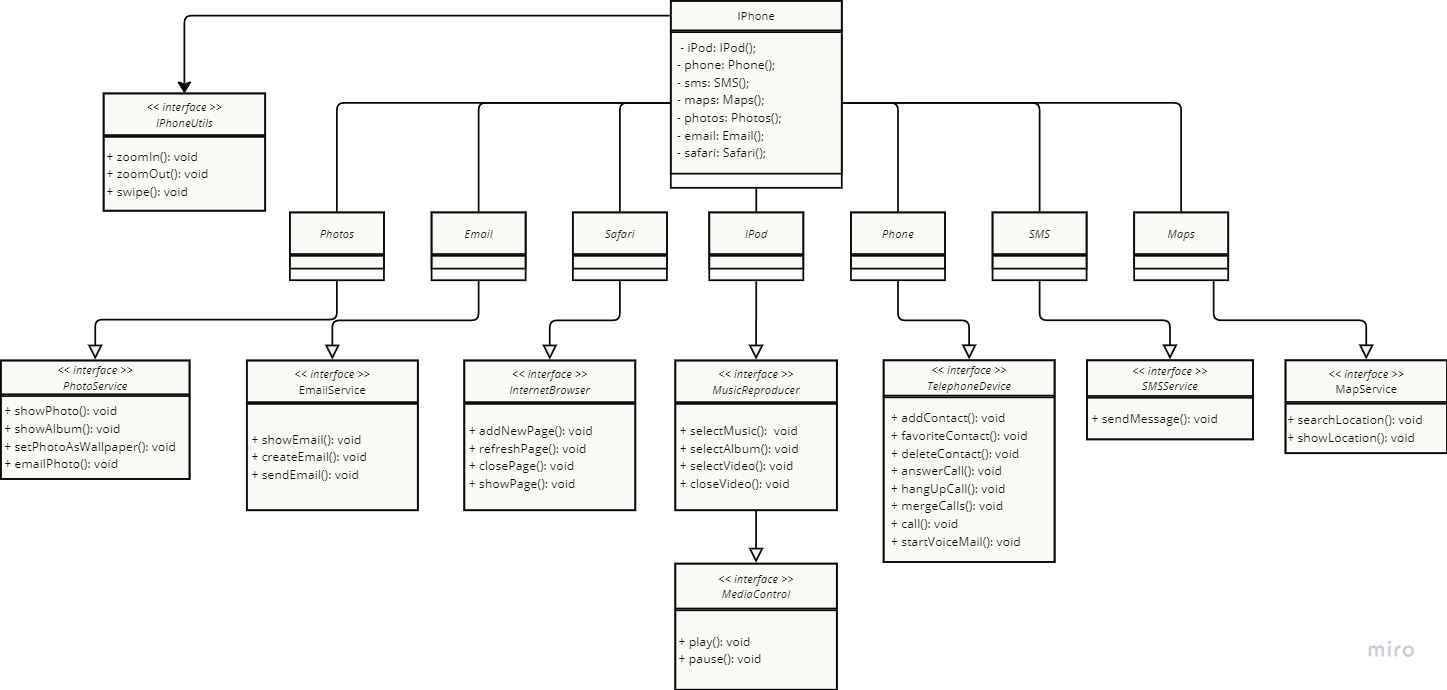 IPhone
- iPod: IPod();
- phone: Phone();
- sms: SMS();
- maps: Maps();
- photos: Photos();
- email: Email();
- safari: Safari();
<< interface >>
IPhoneUtils
+ zoomIn(): void
+ zoomOut(): void
+ swipe(): void
Photos
Email
Safari
IPod
Phone
SMS
Maps
<< interface >>
PhotoService
+ showPhoto(): void
+ showAlbum(): void
+ setPhotoAsWallpaper(): void
+ emailPhoto(): void
<< interface >>
EmailService
+ showEmail(): void
+ createEmail(): void
+ sendEmail(): void
<< interface >>
InternetBrowser
+ addNewPage(): void
+ refreshPage(): void
+ closePage(): void
+ showPage(): void
<< interface >>
MusicReproducer
+ selectMusic():  void
+ selectAlbum(): void
+ selectVideo(): void
+ closeVideo(): void
<< interface >>
TelephoneDevice
+ addContact(): void
+ favoriteContact(): void
+ deleteContact(): void
+ answerCall(): void
+ hangUpCall(): void
+ mergeCalls(): void
+ call(): void
+ startVoiceMail(): void
<< interface >>
SMSService
+ sendMessage(): void
<< interface >>
MapService
+ searchLocation(): void
+ showLocation(): void
<< interface >>
MediaControl
+ play(): void
+ pause(): void
miro